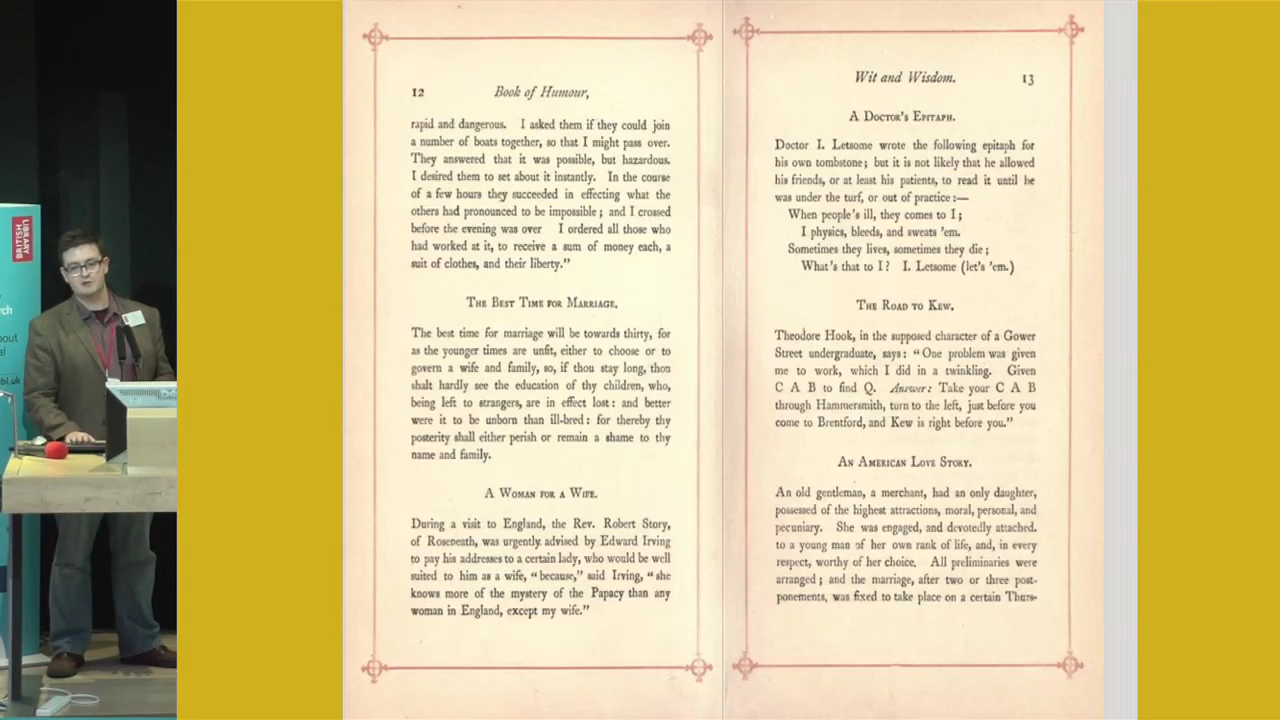 LIBRARY
BRITISH
rch
bout
al
bl.uk
12 Book of Humour,
rapid and dangerous. I asked them if they could join
a number of boats together, so that I might pass over.
They answered that it was possible, but hazardous.
I desired them to set about it instantly. In the course
of a few hours they succeeded in effecting what the
others had pronounced to be impossible; and I crossed
before the evening was over I ordered all those who
had worked at it, to receive a sum of money each, a
suit of clothes, and their liberty."
The Best Time for Marriage.
The best time for marriage will be towards thirty, for
as the younger times are unfit, either to choose or to
govern a wife and family, so, if thou stay long, thou
shalt hardly see the education of thy children, who,
being left to strangers, are in effect lost: and better
were it to be unborn than ill-bred: for thereby thy
posterity shall either perish or remain a shame to thy
name and family.
A Woman for a Wife.
During a visit to England, the Rev. Robert Story,
of Roseneath, was urgently advised by Edward Irving
to pay his addresses to a certain lady, who would be well
suited to him as a wife, "because," said Irving, "she
knows more of the mystery of the Papacy than any
woman in England, except my wife."
Wit and Wisdom. 13
A Doctor's Epitaph.
Doctor I. Letsome wrote the following epitaph for
his own tombstone; but it is not likely that he allowed
his friends, or at least his patients, to read it until he
was under the turf, or out of practice:—
When people's ill, they comes to I;
I physics, bleeds, and sweats 'em.
Sometimes they lives, sometimes they die;
What's that to I? I. Letsome (let's 'em.)
The Road to Kew.
Theodore Hook, in the supposed character of a Gower
Street undergraduate, says: "One problem was given
me to work, which I did in a twinkling. Given
C A B to find Q. Answer: Take your C A B
through Hammersmith, turn to the left, just before you
come to Brentford, and Kew is right before you."
An American Love Story.
An old gentleman, a merchant, had an only daughter,
possessed of the highest attractions, moral, personal, and
pecuniary. She was engaged, and devotedly attached.
to a young man of her own rank of life, and, in every
respect, worthy of her choice. All preliminaries were
arranged; and the marriage, after two or three post-
ponements, was fixed to take place on a certain Thurs-